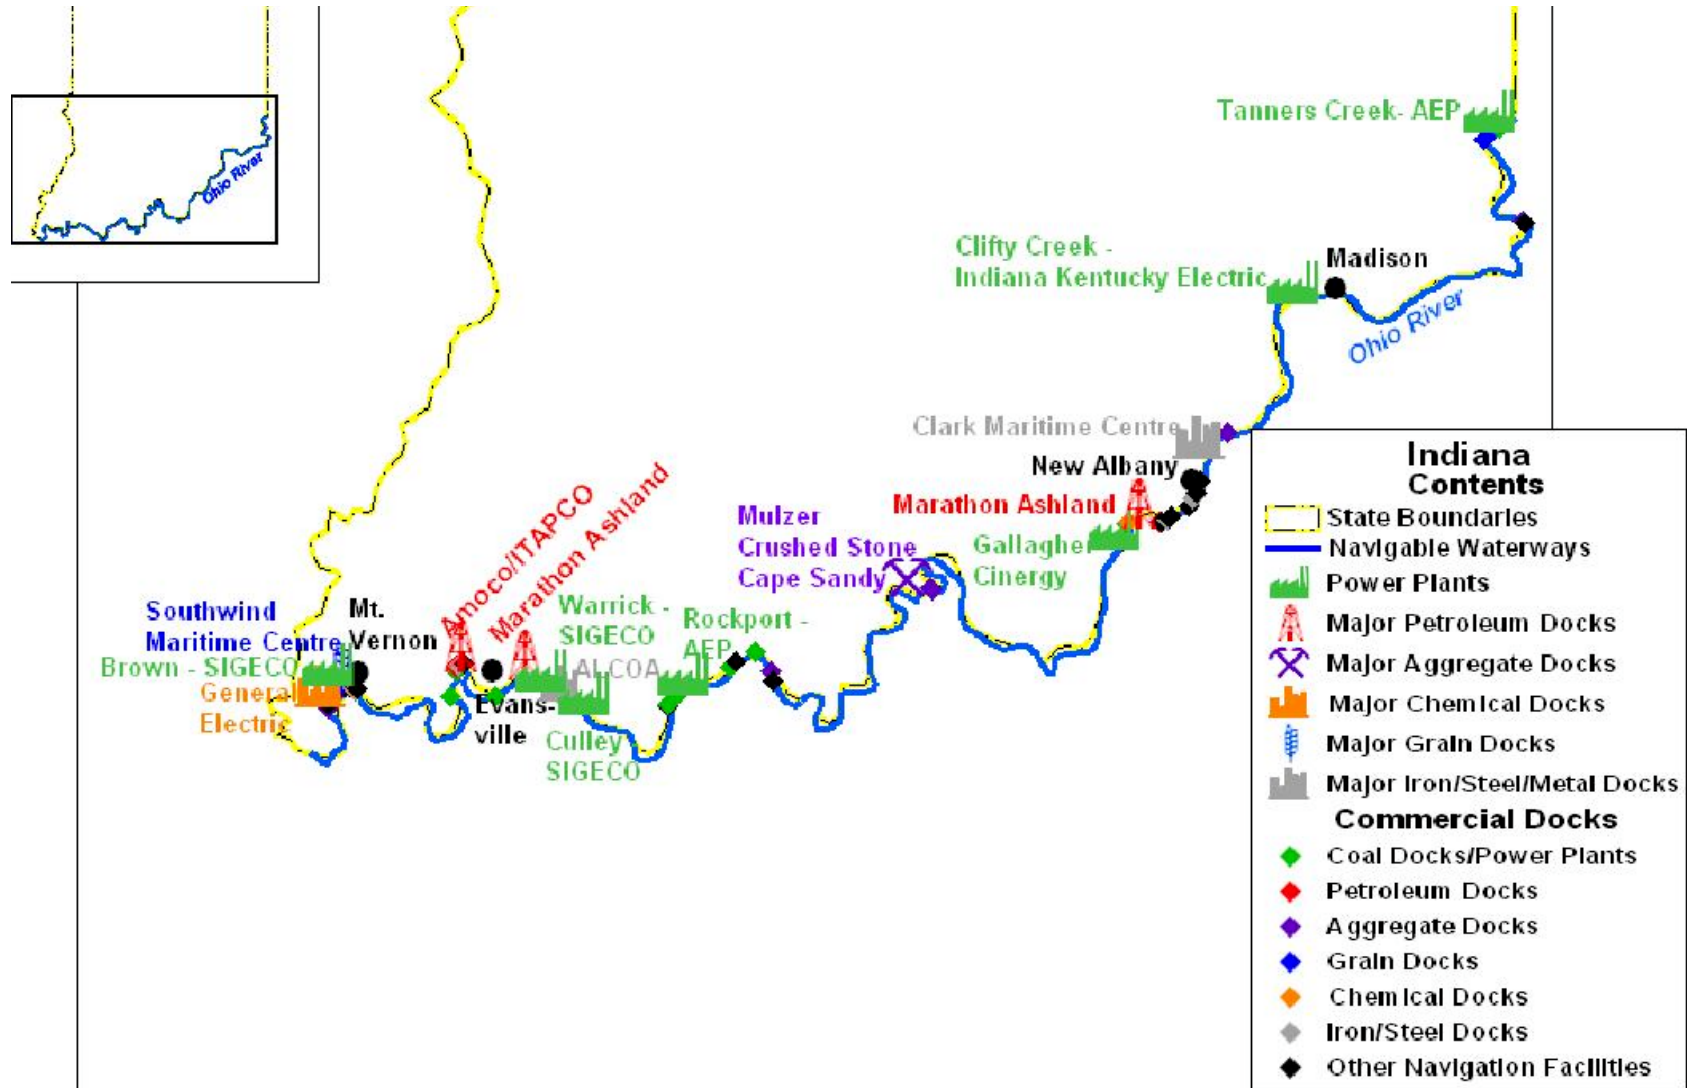 Ohio River
Tanners Creek- AEP
Clifty Creek -
Indiana Kentucky Electric
Madison
Ohio River
Clark Maritime Centre
New Albany
Marathon Ashland
Gallagher
Cinergy
Mulzer
Crushed Stone
Cape Sandy
Amoco/ITAPCO
Marathon Ashland
Southwind
Maritime Centre
Mt.
Vernon
Brown - SIGECO
General
Electric
Evans-
ville
Warrick -
SIGECO
ALCOA
Culley -
SIGECO
Rockport -
AEP
Indiana
Contents
State Boundaries
Navigable Waterways
Power Plants
Major Petroleum Docks
Major Aggregate Docks
Major Chemical Docks
Major Grain Docks
Major Iron/Steel/Metal Docks
Commercial Docks
Coal Docks/Power Plants
Petroleum Docks
Aggregate Docks
Grain Docks
Chemical Docks
Iron/Steel Docks
Other Navigation Facilities